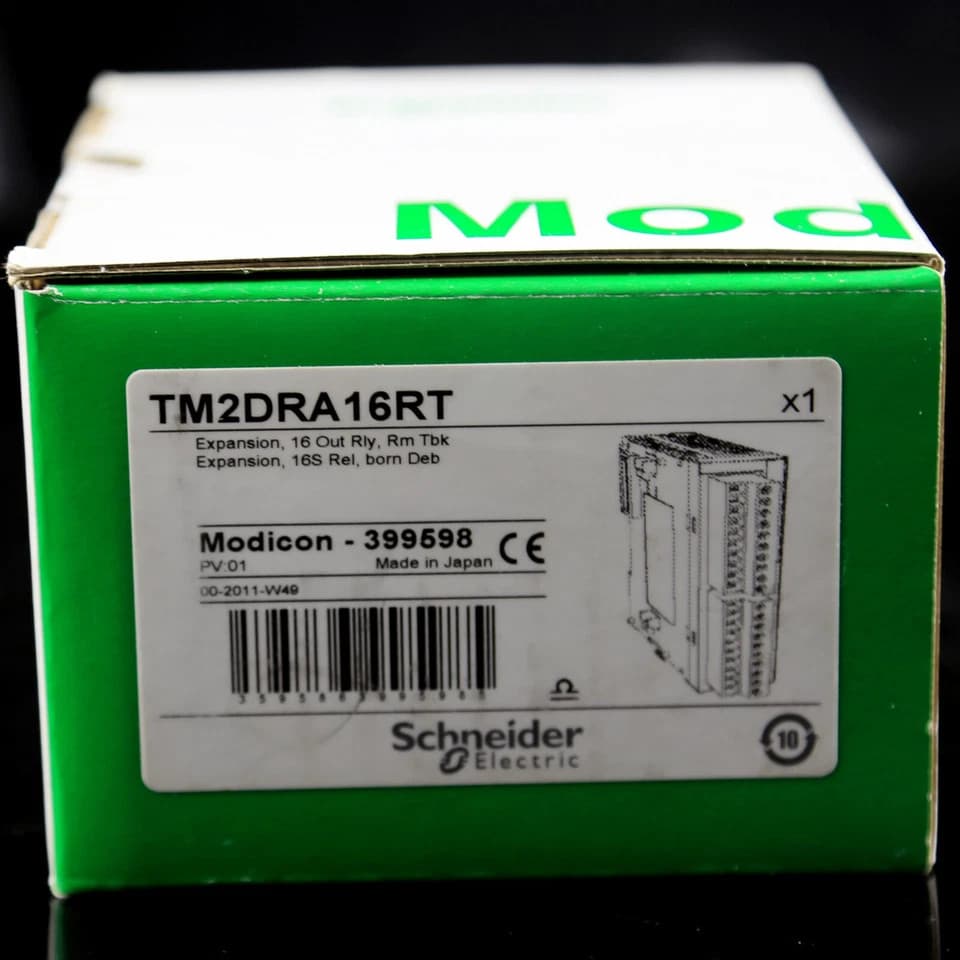 Mod
TM2DRA16RT x1
Expansion, 16 Out Rly, Rm Tbk
Expansion, 16S Rel, born Deb
Modicon - 399598 CE
PV:01 Made in Japan
00-2011-W49
Schneider
Electric
10